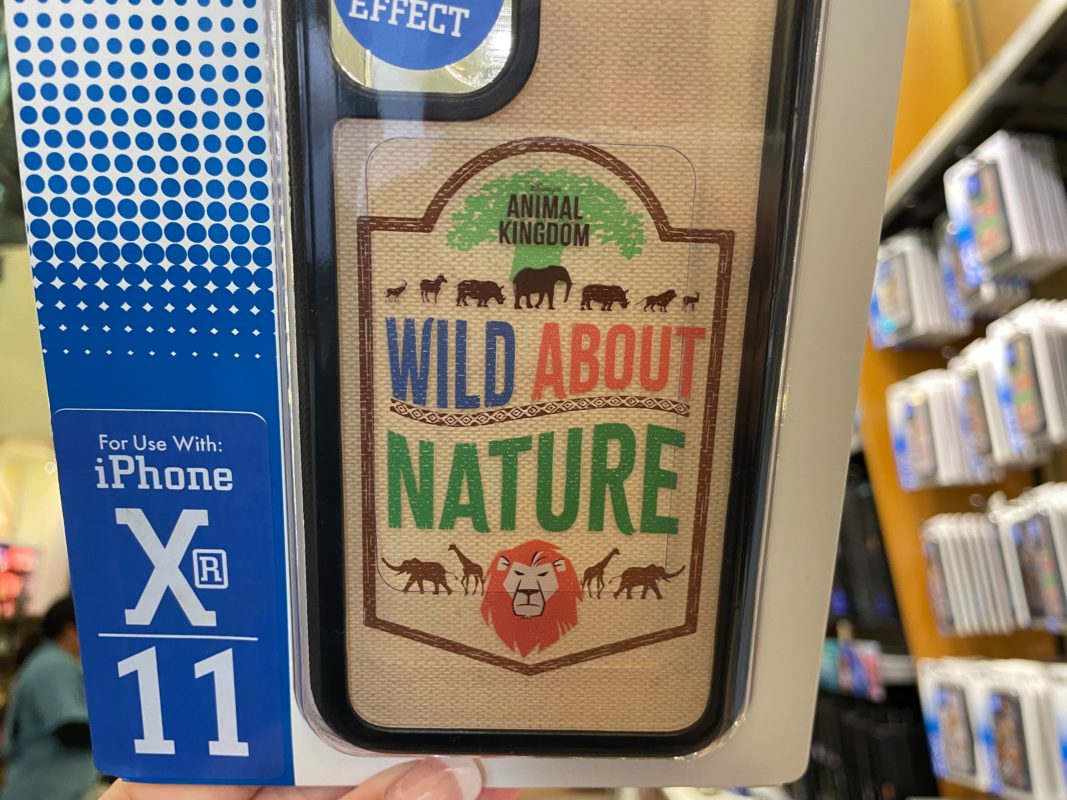 EFFECT
Disney's
ANIMAL
KINGDOM
WILD ABOUT
NATURE
For Use With:
iPhone
XR
11